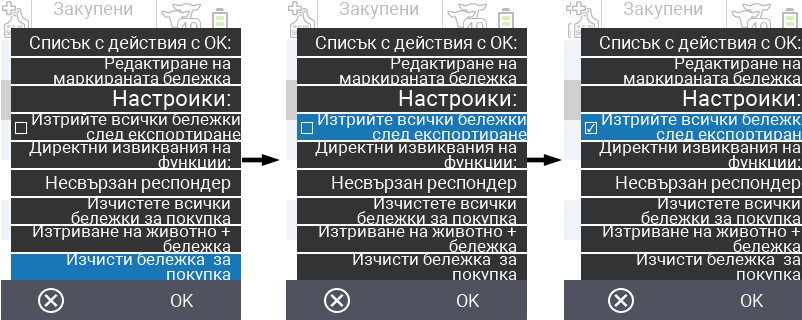 Закупени
Списък с действия с OK:
Редактиране на
маркираната бележка
Настроики:
Изтрийте всички бележки
след експортиране
Директни извиквания на
функции:
Несвързан респондер
Изчистете всички
бележки за покупка
Изтриване на животно +
бележка
Изчисти бележка за
покупка
OK
Закупени
Списък с действия с OK:
Редактиране на
маркираната бележка
Настроики:
Изтрийте всички бележки
след експортиране
Директни извиквания на
функции:
Несвързан респондер
Изчистете всички
бележки за покупка
Изтриване на животно +
бележка
Изчисти бележка за
покупка
OK
Закупени
Списък с действия с OK:
Редактиране на
маркираната бележка
Настроики:
Изтрийте всички бележк
след експортиран
Директни извиквания на
функции:
Несвързан респондер
Изчистете всички
бележки за покупка
Изтриване на животно +
бележка
Изчисти бележка за
покупка
OK